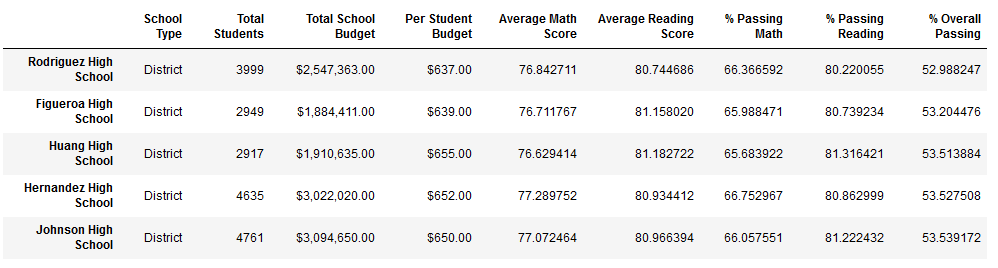 School Type Total Students Total School Budget Per Student Budget Average Math Score Average Reading Score % Passing Math % Passing Reading % Overall Passing
Rodriguez High School District 3999 $2,547,363.00 $637.00 76.842711 80.744686 66.366592 80.220055 52.988247
Figueroa High School District 2949 $1,884,411.00 $639.00 76.711767 81.158020 65.988471 80.739234 53.204476
Huang High School District 2917 $1,910,635.00 $655.00 76.629414 81.182722 65.683922 81.316421 53.513884
Hernandez High School District 4635 $3,022,020.00 $652.00 77.289752 80.934412 66.752967 80.862999 53.527508
Johnson High School District 4761 $3,094,650.00 $650.00 77.072464 80.966394 66.057551 81.222432 53.539172